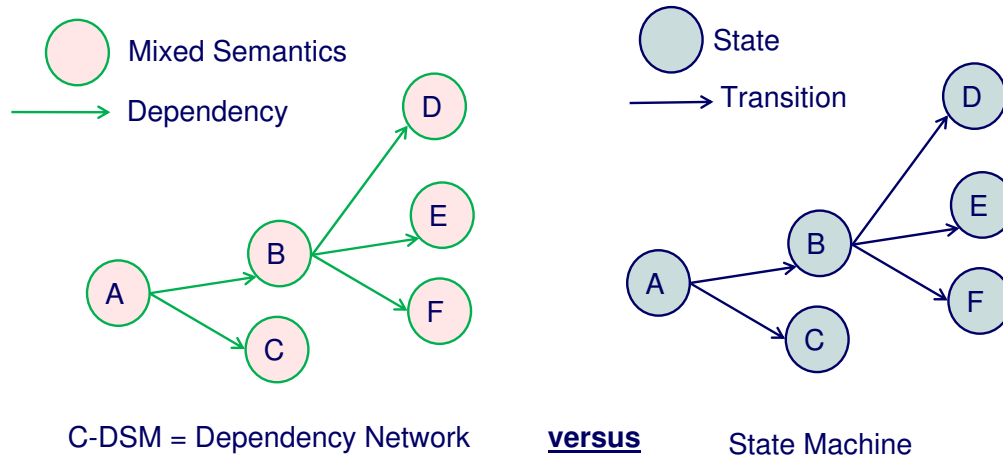 Mixed Semantics
Dependency
D
E
B
A
F
C
C-DSM = Dependency Network
versus
State
Transition
D
E
B
A
F
C
State Machine